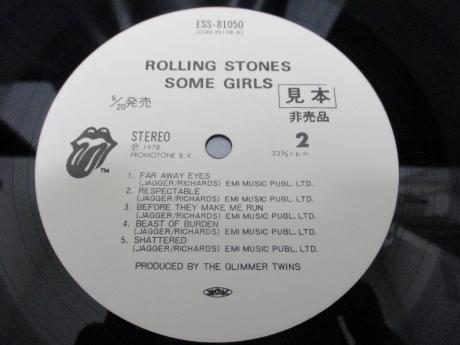 ESS-81050
(CUN 39108 B)
ROLLING STONES
SOME GIRLS
見本
6/20発売
非売品
STEREO
2
Ⓟ 1978
PROMOTONE B.V.
33⅓ r.p.m.
TM
1. FAR AWAY EYES
(JAGGER/RICHARDS) EMI MUSIC PUBL. LTD.
2. RESPECTABLE
(JAGGER/RICHARDS) EMI MUSIC PUBL. LTD.
3. BEFORE THEY MAKE ME RUN
(JAGGER/RICHARDS) EMI MUSIC PUBL. LTD.
4. BEAST OF BURDEN
(JAGGER/RICHARDS) EMI MUSIC PUBL. LTD.
5. SHATTERED
(JAGGER/RICHARDS) EMI MUSIC PUBL. LTD.
PRODUCED BY THE GLIMMER TWINS